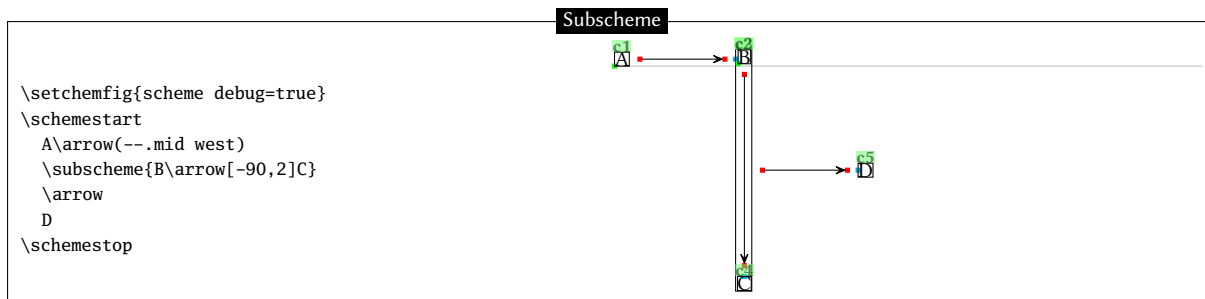 Subscheme
\setchemfig{scheme debug=true}
\schemestart
A\arrow(--.mid west)
\subscheme{B\arrow[-90,2]C}
\arrow
D
\schemestop
c1
A
c2
B
c5
D
c4
C